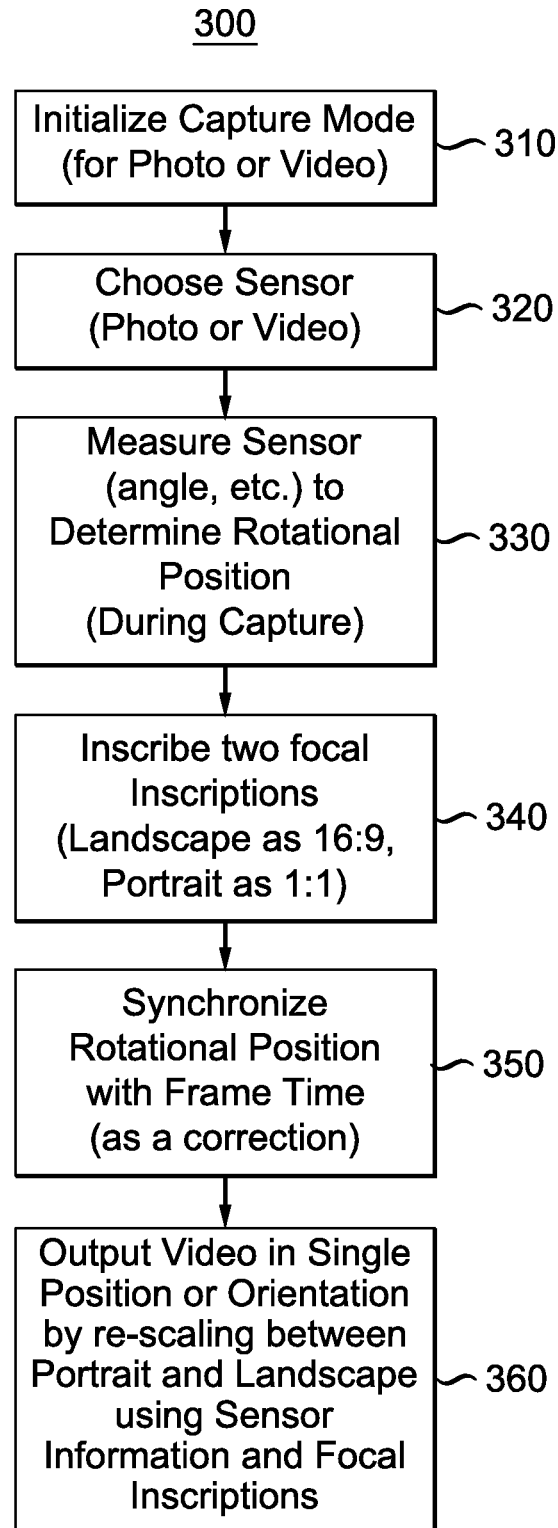 300
Initialize Capture Mode
(for Photo or Video)
310
Choose Sensor
(Photo or Video)
320
Measure Sensor
(angle, etc.) to
Determine Rotational
Position
(During Capture)
330
Inscribe two focal
Inscriptions
(Landscape as 16:9,
Portrait as 1:1)
340
Synchronize
Rotational Position
with Frame Time
(as a correction)
350
Output Video in Single
Position or Orientation
by re-scaling between
Portrait and Landscape
using Sensor
Information and Focal
Inscriptions
360